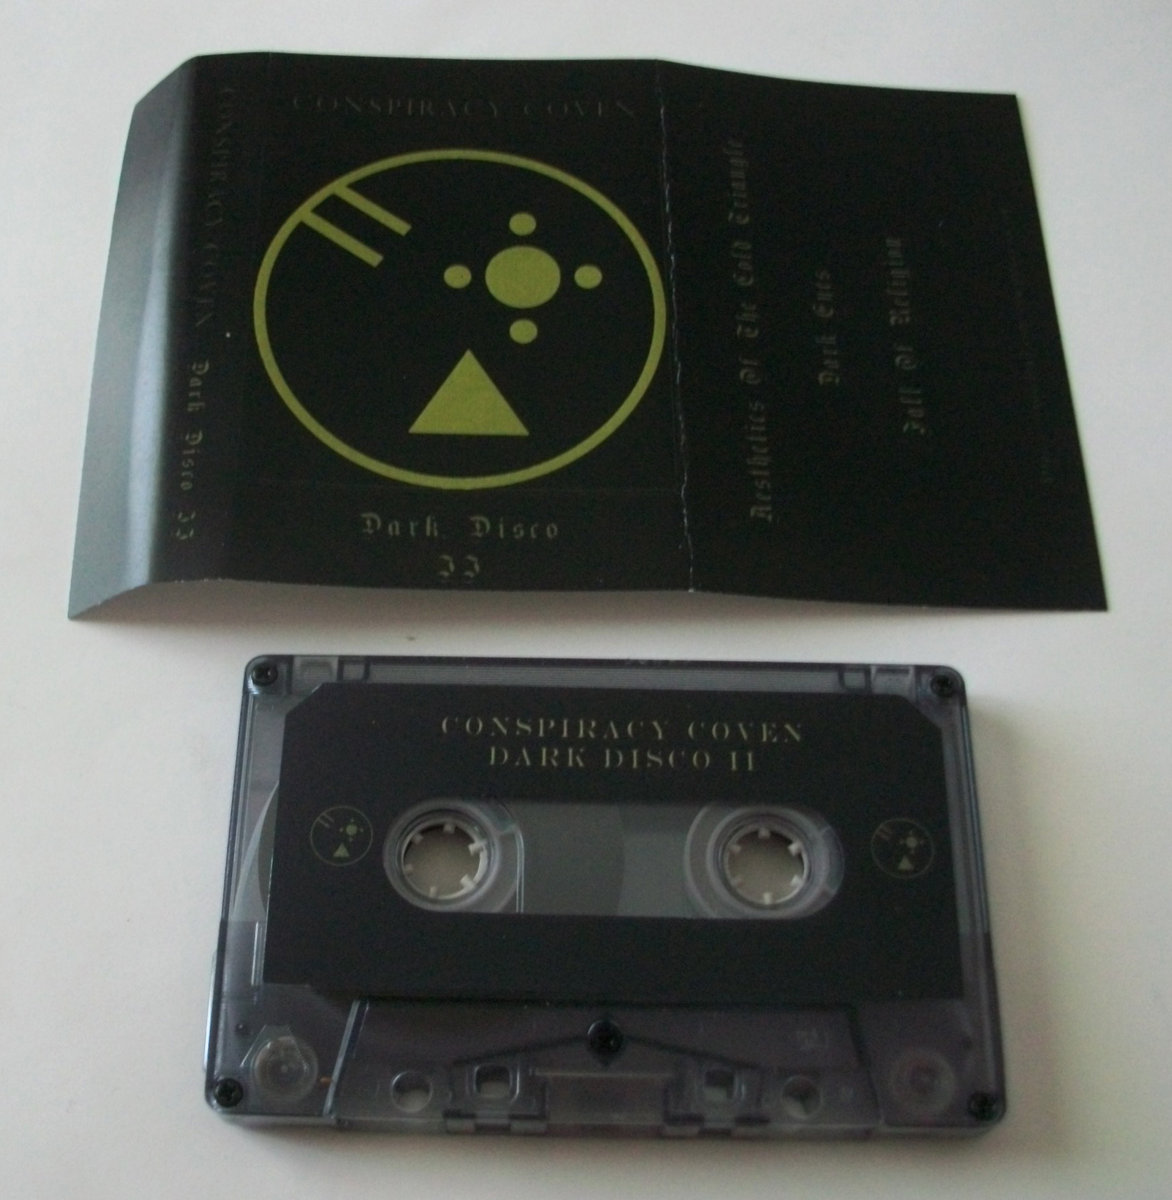 CONSPIRACY COVEN
Dark Disco II
CONSPIRACY COVEN
Dark Disco
II
Aesthetics Of The Cold Triangle
Dark Eyes
Fall Of Religion
CONSPIRACY COVEN
DARK DISCO II